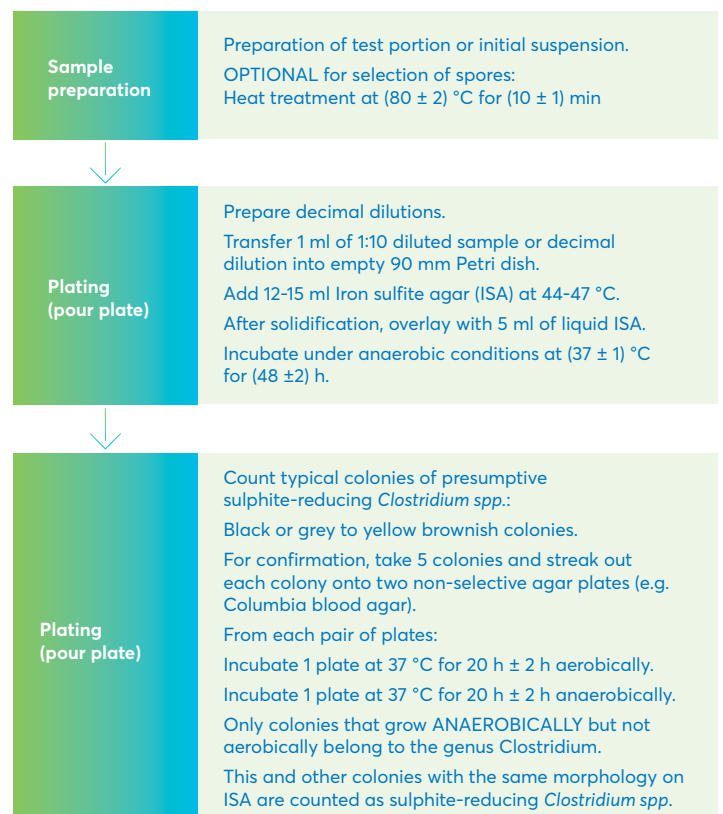 Sample
preparation
Preparation of test portion or initial suspension.
OPTIONAL for selection of spores:
Heat treatment at (80 ± 2) °C for (10 ± 1) min
Plating
(pour plate)
Prepare decimal dilutions.
Transfer 1 ml of 1:10 diluted sample or decimal
dilution into empty 90 mm Petri dish.
Add 12-15 ml Iron sulfite agar (ISA) at 44-47 °C.
After solidification, overlay with 5 ml of liquid ISA.
Incubate under anaerobic conditions at (37 ± 1) °C
for (48 ±2) h.
Plating
(pour plate)
Count typical colonies of presumptive
sulphite-reducing Clostridium spp.:
Black or grey to yellow brownish colonies.
For confirmation, take 5 colonies and streak out
each colony onto two non-selective agar plates (e.g.
Columbia blood agar).
From each pair of plates:
Incubate 1 plate at 37 °C for 20 h ± 2 h aerobically.
Incubate 1 plate at 37 °C for 20 h ± 2 h anaerobically.
Only colonies that grow ANAEROBICALLY but not
aerobically belong to the genus Clostridium.
This and other colonies with the same morphology on
ISA are counted as sulphite-reducing Clostridium spp.